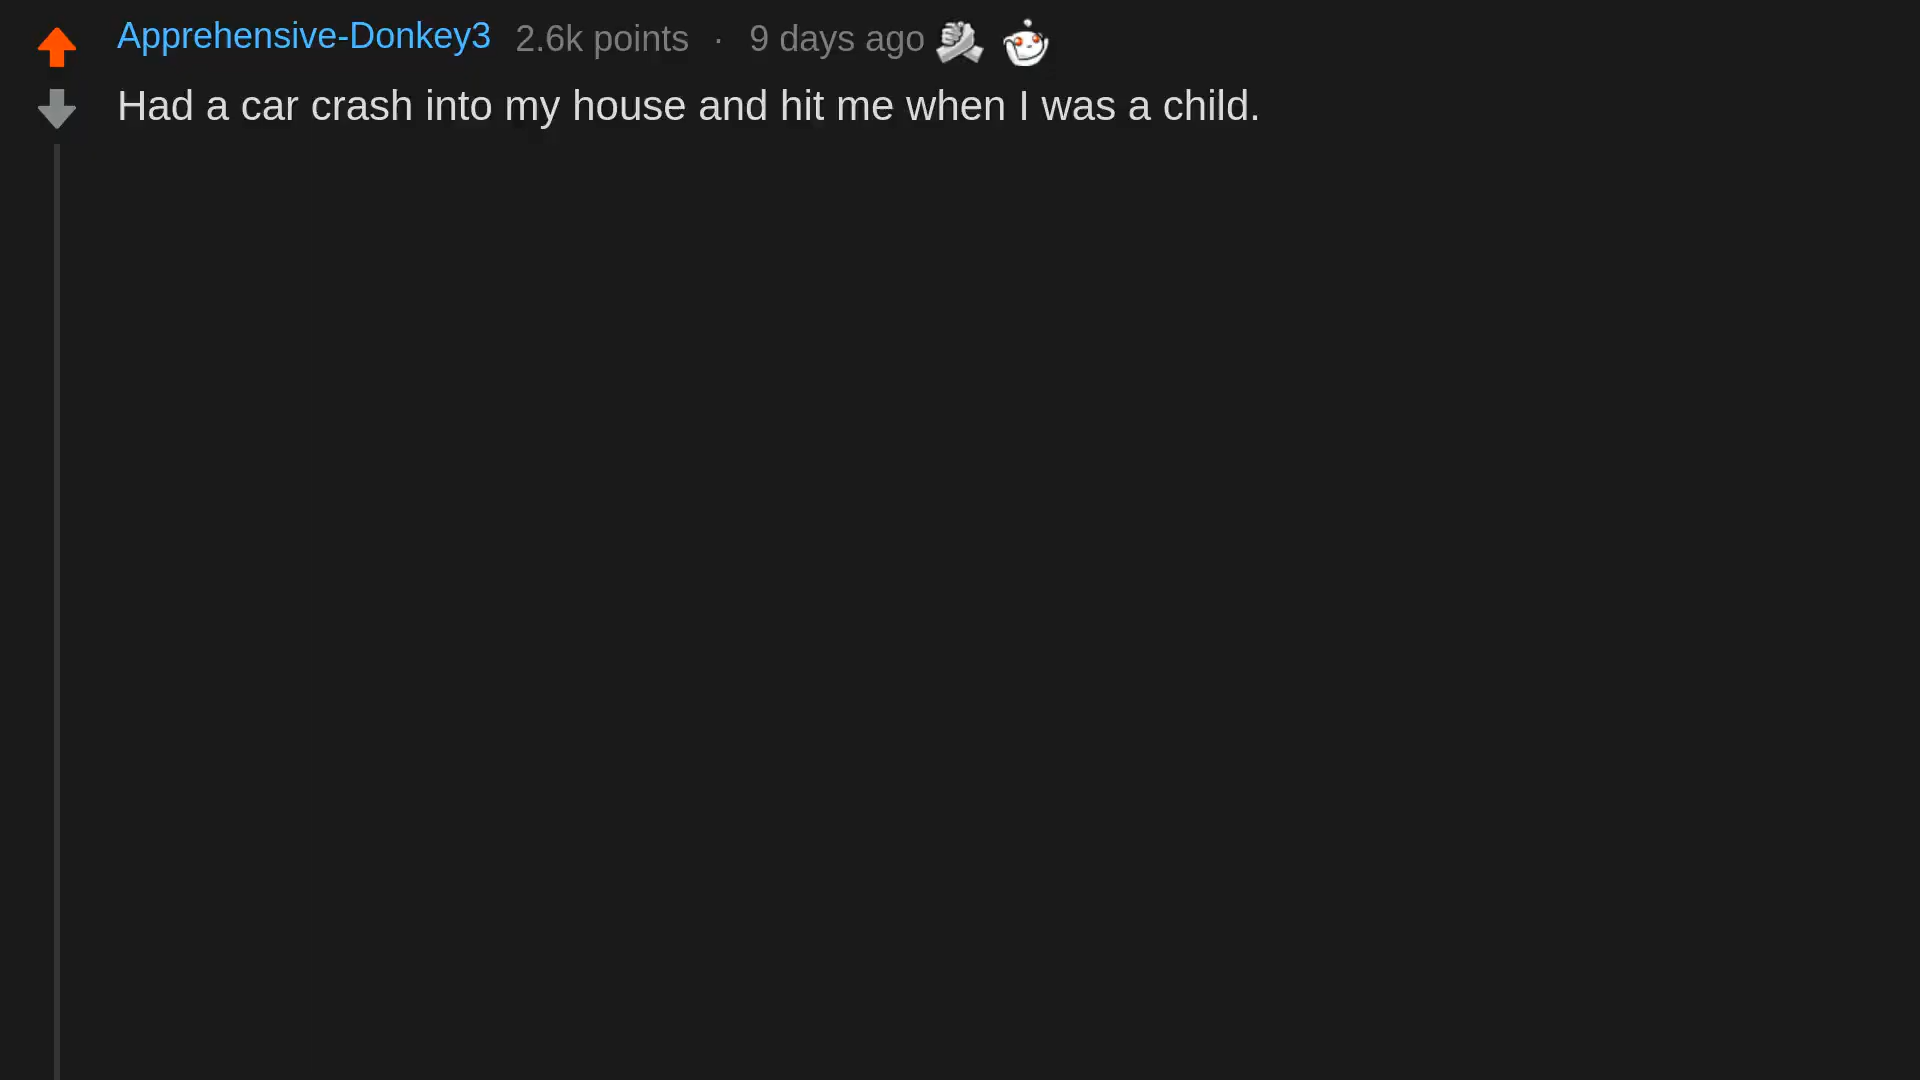 Apprehensive-Donkey3 2.6k points · 9 days ago
Had a car crash into my house and hit me when I was a child.